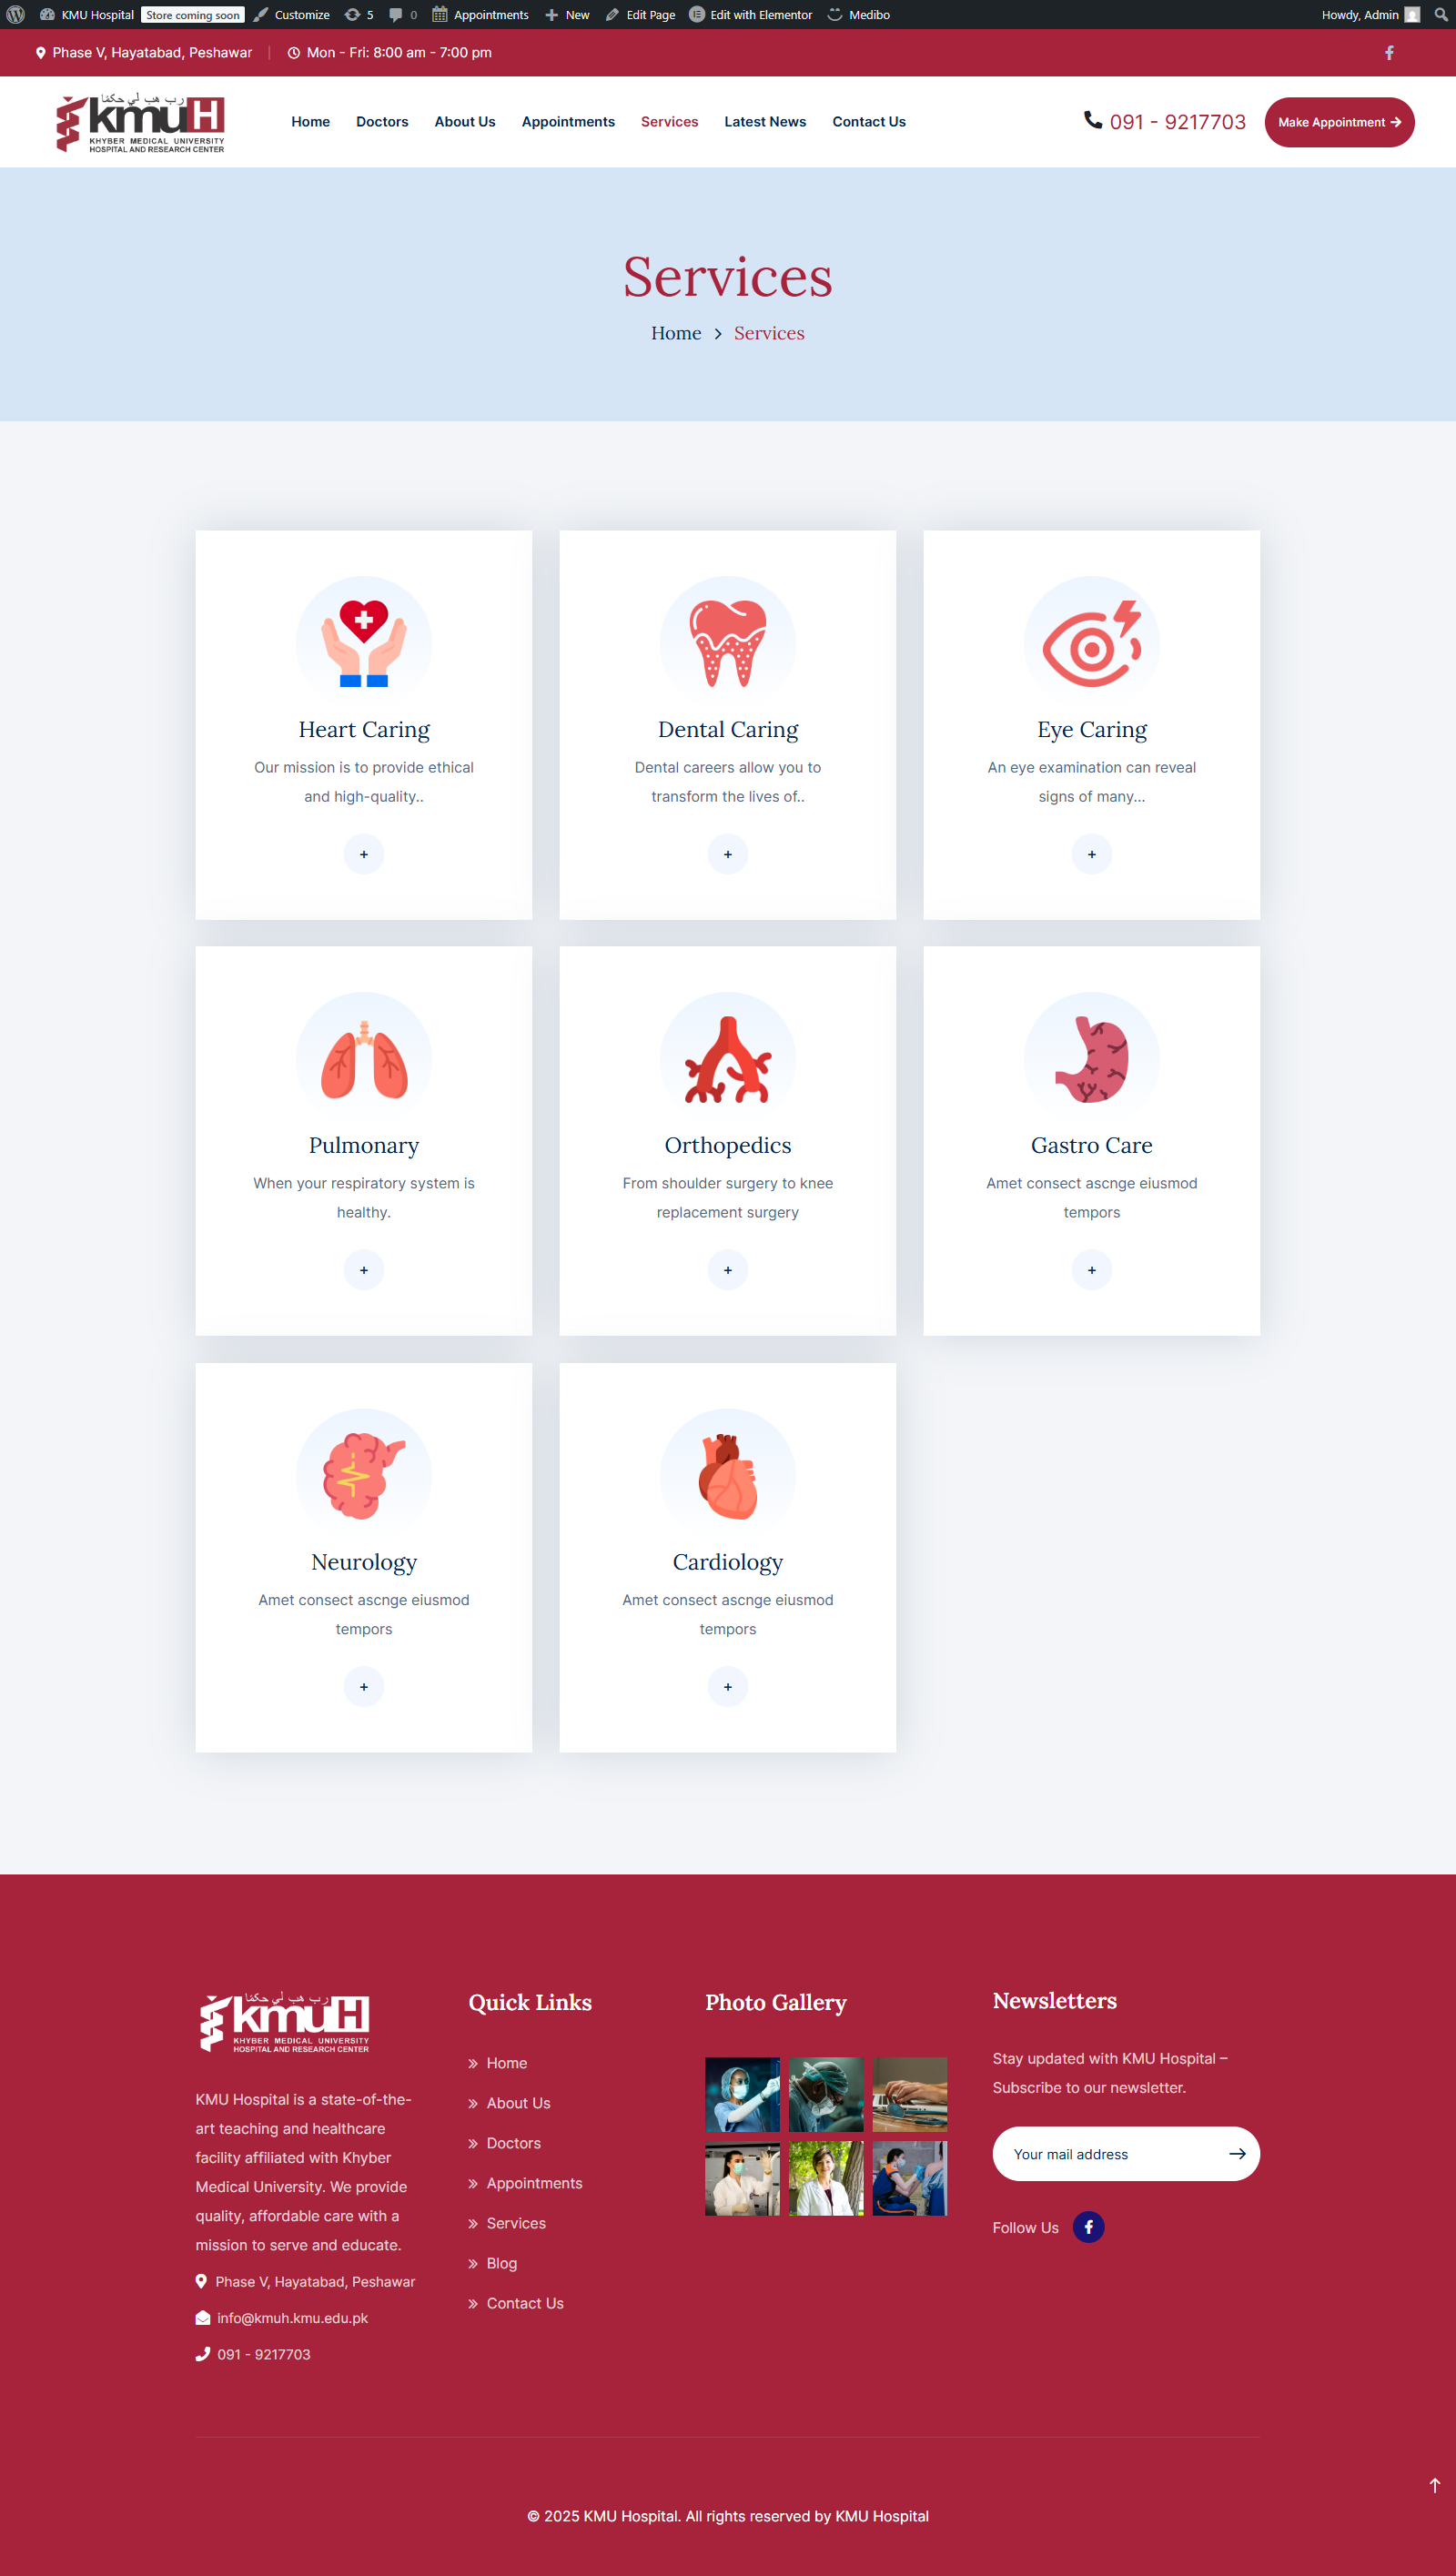 KMU Hospital Store coming soon Customize 5 0 Appointments New Edit Page Edit with Elementor Medibo Howdy, Admin
Phase V, Hayatabad, Peshawar | Mon - Fri: 8:00 am - 7:00 pm
رب هب لي حكما
kmuH
KHYBER MEDICAL UNIVERSITY
HOSPITAL AND RESEARCH CENTER
Home Doctors About Us Appointments Services Latest News Contact Us
091 - 9217703
Make Appointment
Services
Home > Services
Heart Caring
Our mission is to provide ethical
and high-quality..
+
Dental Caring
Dental careers allow you to
transform the lives of..
+
Eye Caring
An eye examination can reveal
signs of many...
+
Pulmonary
When your respiratory system is
healthy.
+
Orthopedics
From shoulder surgery to knee
replacement surgery
+
Gastro Care
Amet consect ascnge eiusmod
tempors
+
Neurology
Amet consect ascnge eiusmod
tempors
+
Cardiology
Amet consect ascnge eiusmod
tempors
+
رب هب لي حكما
kmuH
KHYBER MEDICAL UNIVERSITY
HOSPITAL AND RESEARCH CENTER
KMU Hospital is a state-of-the-
art teaching and healthcare
facility affiliated with Khyber
Medical University. We provide
quality, affordable care with a
mission to serve and educate.
Phase V, Hayatabad, Peshawar
info@kmuh.kmu.edu.pk
091 - 9217703
Quick Links
Home
About Us
Doctors
Appointments
Services
Blog
Contact Us
Photo Gallery
Newsletters
Stay updated with KMU Hospital –
Subscribe to our newsletter.
Your mail address
Follow Us
© 2025 KMU Hospital. All rights reserved by KMU Hospital